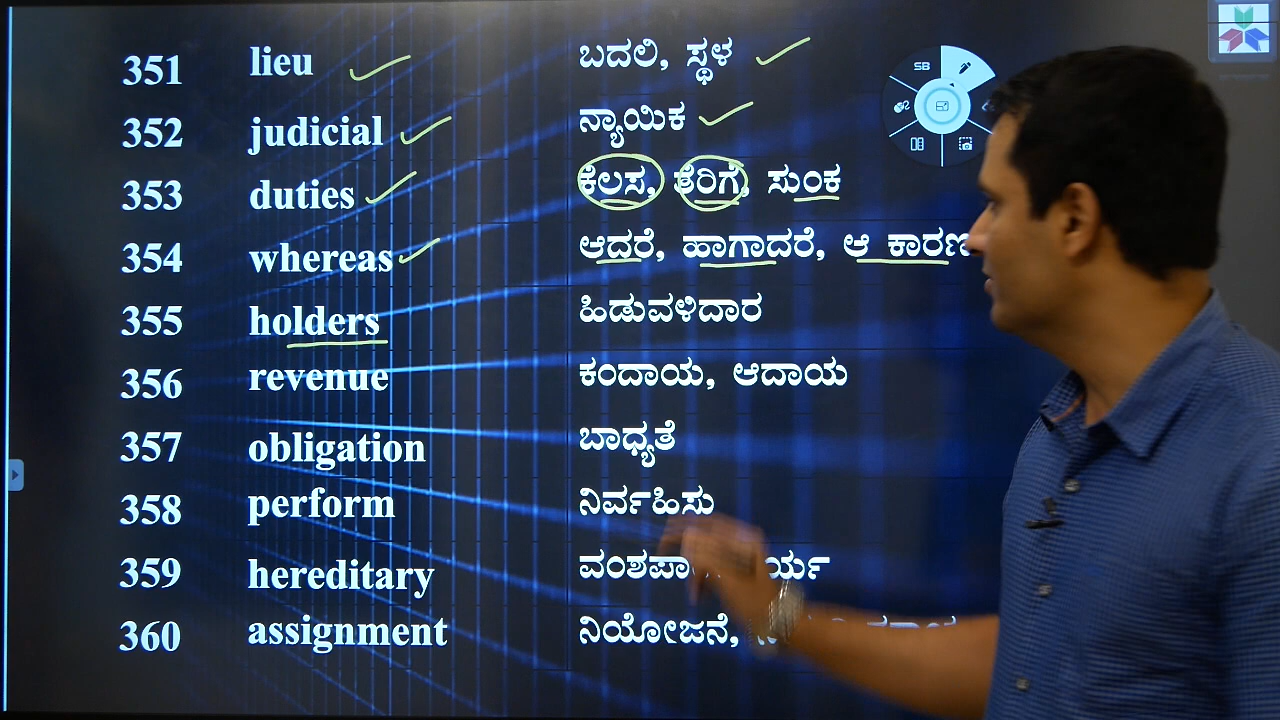 SB
351 lieu ಬದಲಿ, ಸ್ಥಳ
352 judicial ನ್ಯಾಯಿಕ
353 duties ಕೆಲಸ, ತೆರಿಗೆ, ಸುಂಕ
354 whereas ಆದರೆ, ಹಾಗಾದರೆ, ಆ ಕಾರಣ
355 holders ಹಿಡುವಳಿದಾರ
356 revenue ಕಂದಾಯ, ಆದಾಯ
357 obligation ಬಾಧ್ಯತೆ
358 perform ನಿರ್ವಹಿಸು
359 hereditary
360 assignment ನಿಯೋಜನೆ,